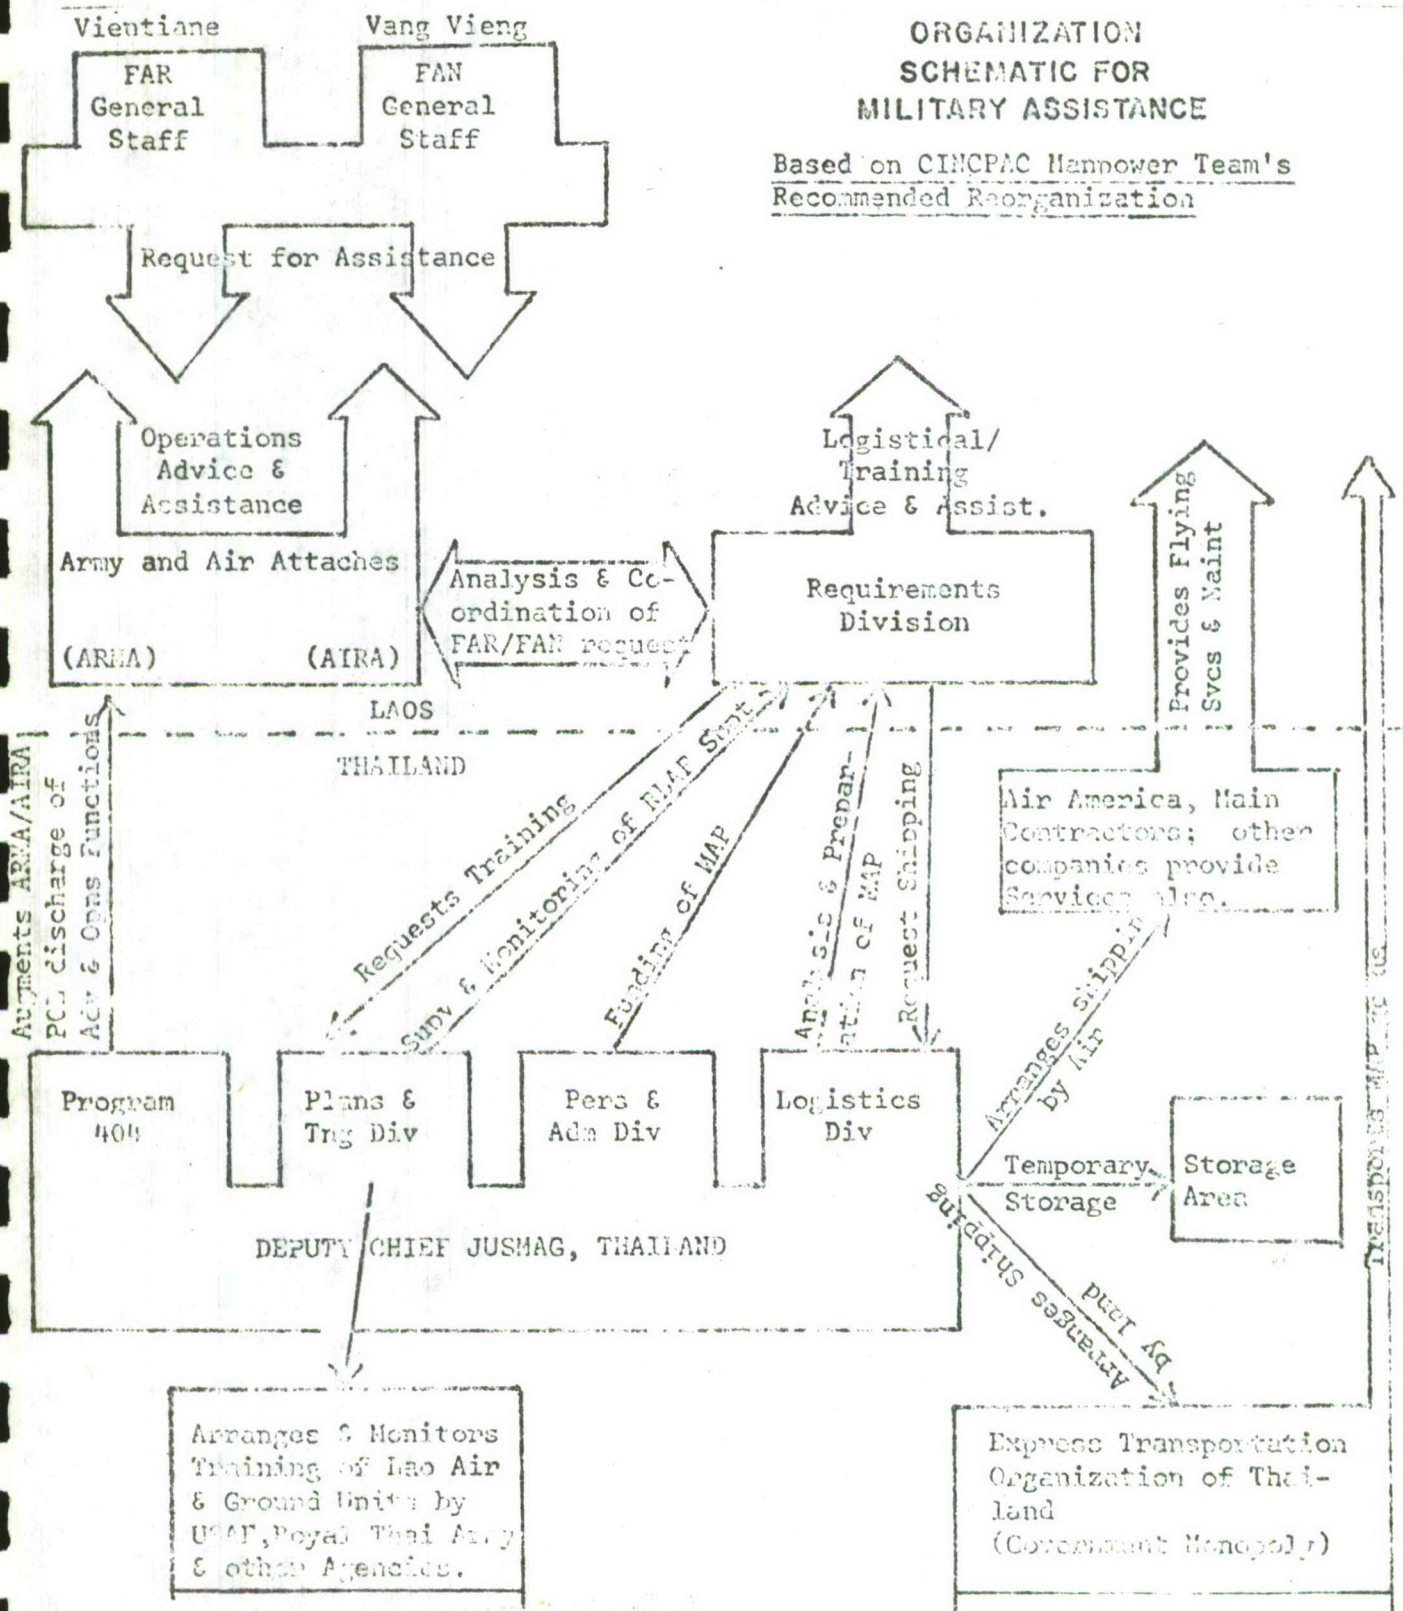 Vientiane
Vang Vieng
ORGANIZATION
SCHEMATIC FOR
MILITARY ASSISTANCE
Based on CINCPAC Manpower Team's
Recommended Reorganization
FAR
General
Staff
FAN
General
Staff
Request for Assistance
Operations
Advice &
Assistance
Army and Air Attaches
(ARMA)
(AIRA)
Analysis & Co-
ordination of
FAR/FAN request
Logistical/
Training
Advice & Assist.
Requirements
Division
Provides Flying
Svcs & Maint
LAOS
THAILAND
Augments ARMA/AIRA
discharge of
Adv & Opns Functions
Requests Training
Supv & Monitoring of RLAF Supt
Funding of MAP
Analysis & Prepar-
ation of MAP
Request Shipping
Air America, Main
Contractors; other
companies provide
Services also.
Arranges shipping
by Air
Program
404
Plans &
Tng Div
Pers &
Adm Div
Logistics
Div
Temporary
Storage
Storage
Area
Arranges Shipping
by land
Transports MAP
DEPUTY CHIEF JUSMAG, THAILAND
Arranges & Monitors
Training of Lao Air
& Ground Units by
USAF, Royal Thai Army
& other Agencies.
Express Transportation
Organization of Thai-
land
(Government Monopoly)